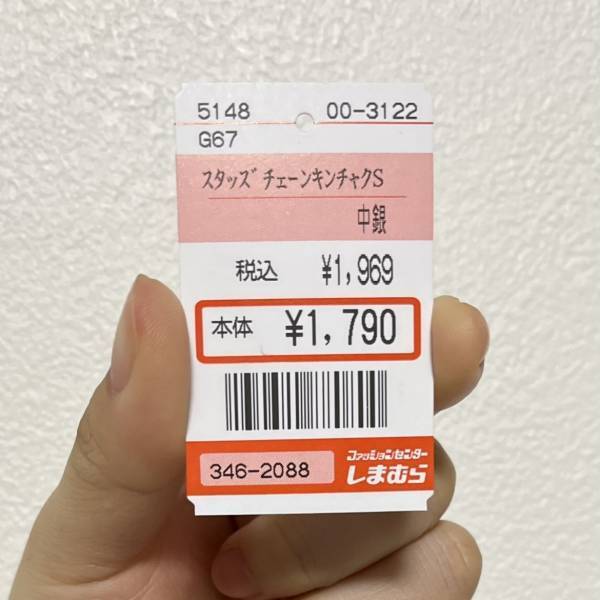 5148 00-3122
G67
スタッズチェーンキンチャクS
中銀
税込 ¥1,969
本体 ¥1,790
346-2088
ファッションセンター
しまむら